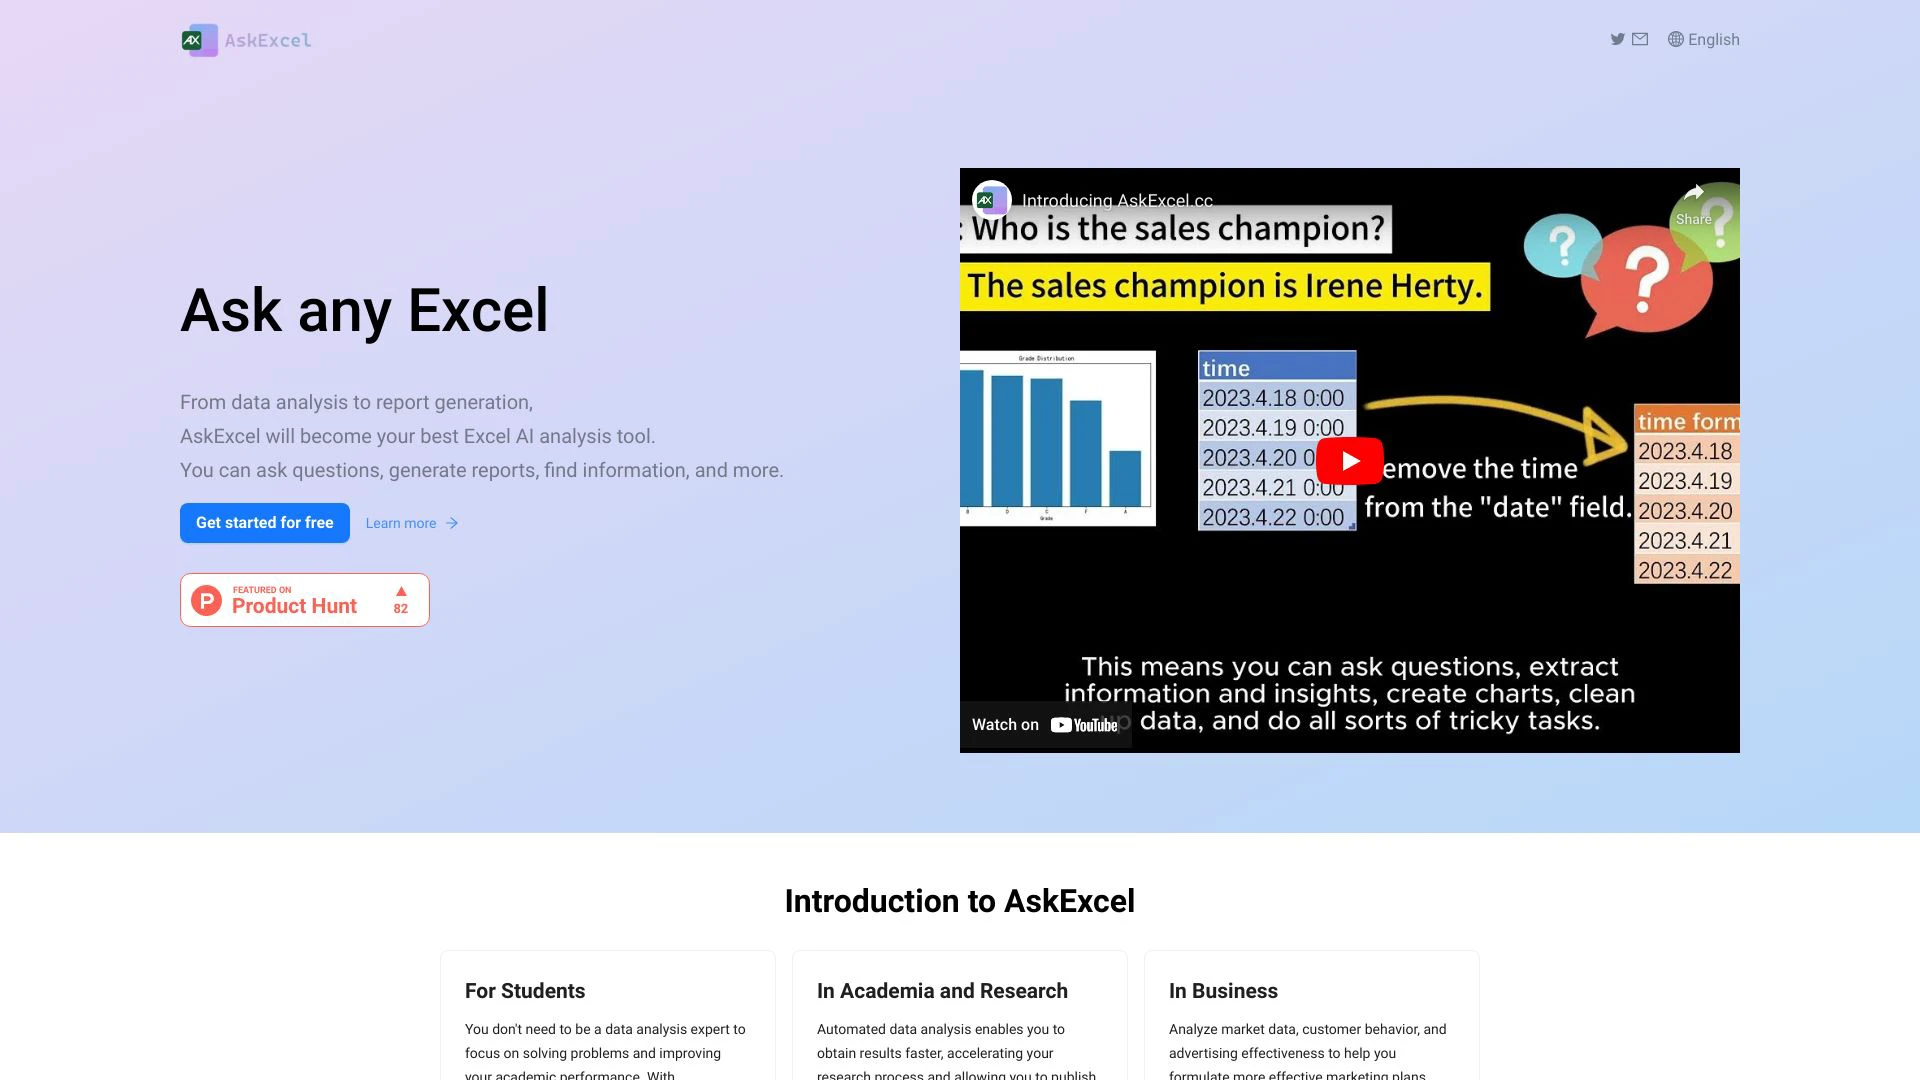 AX AskExcel
English
Ask any Excel
From data analysis to report generation,
AskExcel will become your best Excel AI analysis tool.
You can ask questions, generate reports, find information, and more.
Get started for free
Learn more
FEATURED ON
Product Hunt
82
AX
Introducing AskExcel.cc
Share
: Who is the sales champion?
The sales champion is Irene Herty.
? ? ?
Grade Distribution
B D C F A
Grade
time
2023.4.18 0:00
2023.4.19 0:00
2023.4.20 0
2023.4.21 0:00
2023.4.22 0:00
emove the time
from the "date" field.
time form
2023.4.18
2023.4.19
2023.4.20
2023.4.21
2023.4.22
This means you can ask questions, extract
information and insights, create charts, clean
up data, and do all sorts of tricky tasks.
Watch on YouTube
Introduction to AskExcel
For Students
You don't need to be a data analysis expert to
focus on solving problems and improving
your academic performance. With
In Academia and Research
Automated data analysis enables you to
obtain results faster, accelerating your
research process and allowing you to publish
In Business
Analyze market data, customer behavior, and
advertising effectiveness to help you
formulate more effective marketing plans